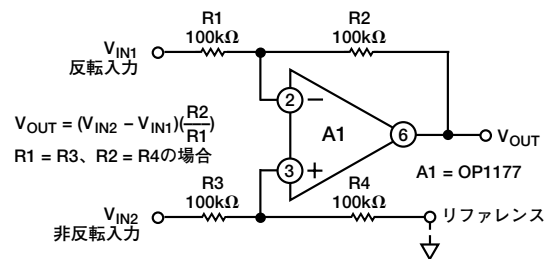 R1
100kΩ
R2
100kΩ
VIN1
反転入力
2
−
A1
6
VOUT
VOUT = (VIN2 − VIN1)(R2/R1)
R1 = R3、R2 = R4の場合
3
+
A1 = OP1177
R3
100kΩ
R4
100kΩ
VIN2
非反転入力
リファレンス